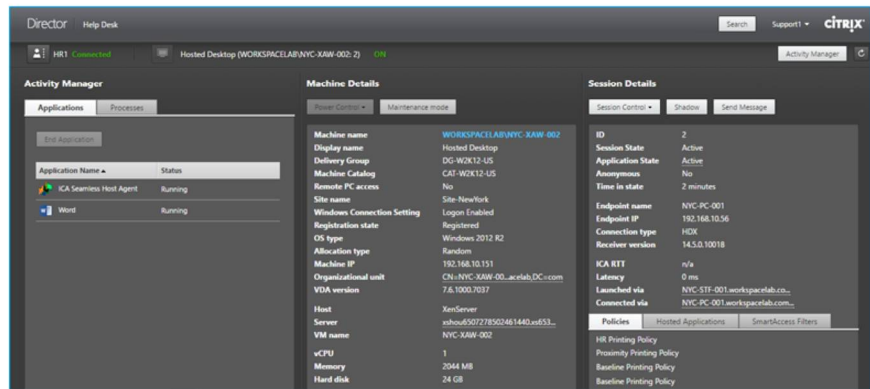 Director Help Desk Search Support1 CİTRIX
HR1 Connected Hosted Desktop (WORKSPACELAB\NYC-XAW-002: 2) ON Activity Manager
Activity Manager
Applications Processes
End Application
Application Name Status
ICA Seamless Host Agent Running
Word Running
Machine Details
Power Control Maintenance mode
Machine name WORKSPACELAB\NYC-XAW-002
Display name Hosted Desktop
Delivery Group DG-W2K12-US
Machine Catalog CAT-W2K12-US
Remote PC access No
Site name Site-NewYork
Windows Connection Setting Logon Enabled
Registration state Registered
OS type Windows 2012 R2
Allocation type Random
Machine IP 192.168.10.151
Organizational unit CN=NYC-XAW-00...acelab,DC=com
VDA version 7.6.1000.7037
Host XenServer
Server xshou6507278502461440.xs653...
VM name NYC-XAW-002
vCPU 1
Memory 2044 MB
Hard disk 24 GB
Session Details
Session Control Shadow Send Message
ID 2
Session State Active
Application State Active
Anonymous No
Time in state 2 minutes
Endpoint name NYC-PC-001
Endpoint IP 192.168.10.56
Connection type HDX
Receiver version 14.5.0.10018
ICA RTT n/a
Latency 0 ms
Launched via NYC-STF-001.workspacelab.co...
Connected via NYC-PC-001.workspacelab.com...
Policies Hosted Applications SmartAccess Filters
HR Printing Policy
Proximity Printing Policy
Baseline Printing Policy
Baseline Printing Policy